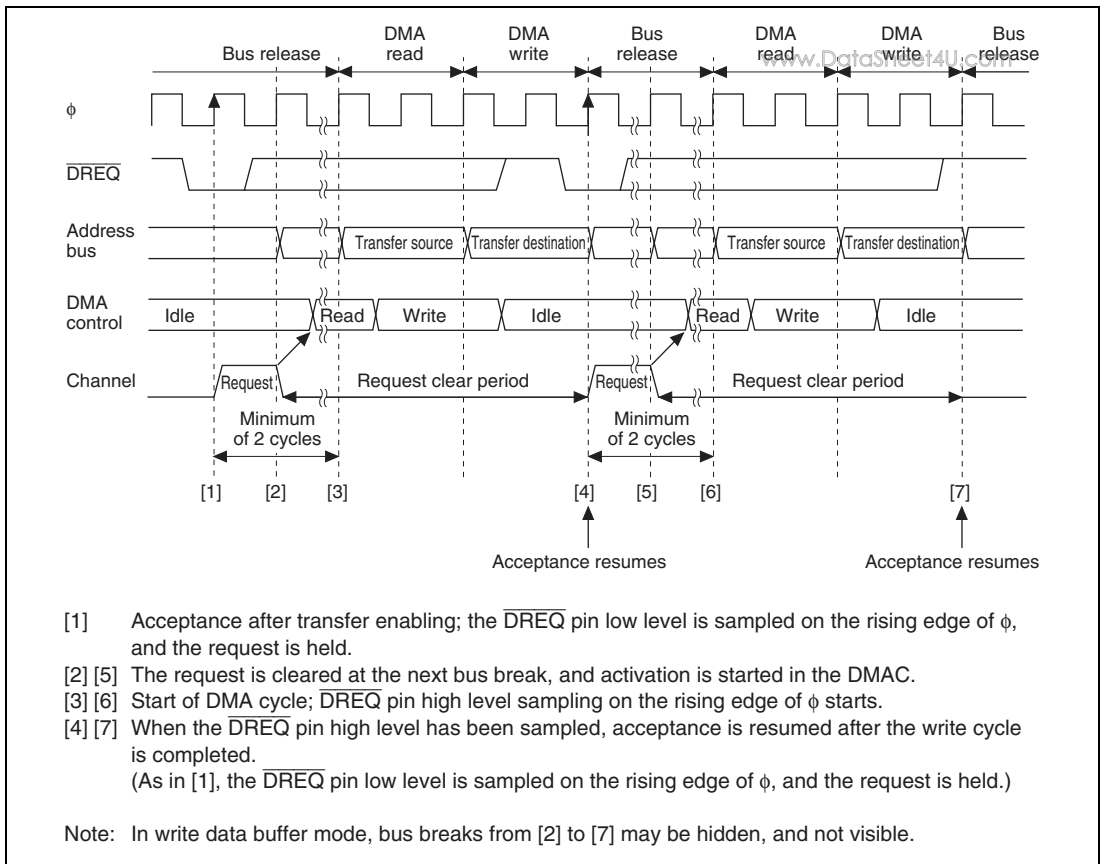 Bus release
DMA read
DMA write
Bus release
DMA read
DMA write
Bus release
www.DataSheet4U.com
φ
DREQ
Address bus
Transfer source
Transfer destination
Transfer source
Transfer destination
DMA control
Idle
Read
Write
Idle
Read
Write
Idle
Channel
Request
Request clear period
Request
Request clear period
Minimum of 2 cycles
Minimum of 2 cycles
[1]
[2]
[3]
[4]
[5]
[6]
[7]
Acceptance resumes
Acceptance resumes
[1] Acceptance after transfer enabling; the DREQ pin low level is sampled on the rising edge of φ,
and the request is held.
[2] [5] The request is cleared at the next bus break, and activation is started in the DMAC.
[3] [6] Start of DMA cycle; DREQ pin high level sampling on the rising edge of φ starts.
[4] [7] When the DREQ pin high level has been sampled, acceptance is resumed after the write cycle
is completed.
(As in [1], the DREQ pin low level is sampled on the rising edge of φ, and the request is held.)
Note: In write data buffer mode, bus breaks from [2] to [7] may be hidden, and not visible.